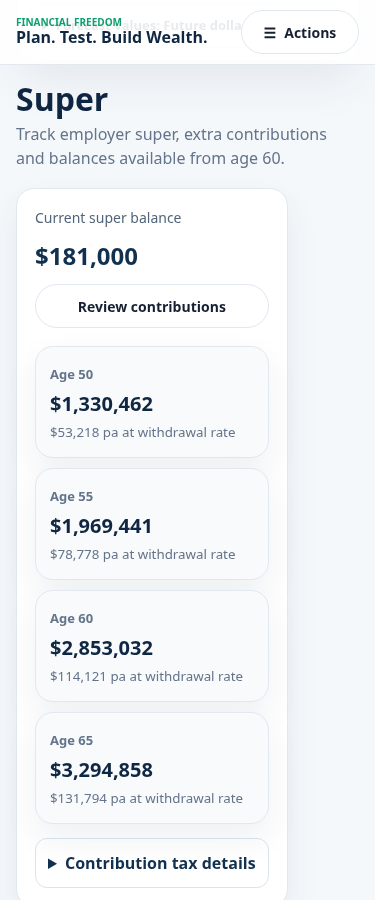 FINANCIAL FREEDOM
Plan. Test. Build Wealth.
alues: Future dolla
☰ Actions
Super
Track employer super, extra contributions
and balances available from age 60.
Current super balance
$181,000
Review contributions
Age 50
$1,330,462
$53,218 pa at withdrawal rate
Age 55
$1,969,441
$78,778 pa at withdrawal rate
Age 60
$2,853,032
$114,121 pa at withdrawal rate
Age 65
$3,294,858
$131,794 pa at withdrawal rate
▶ Contribution tax details